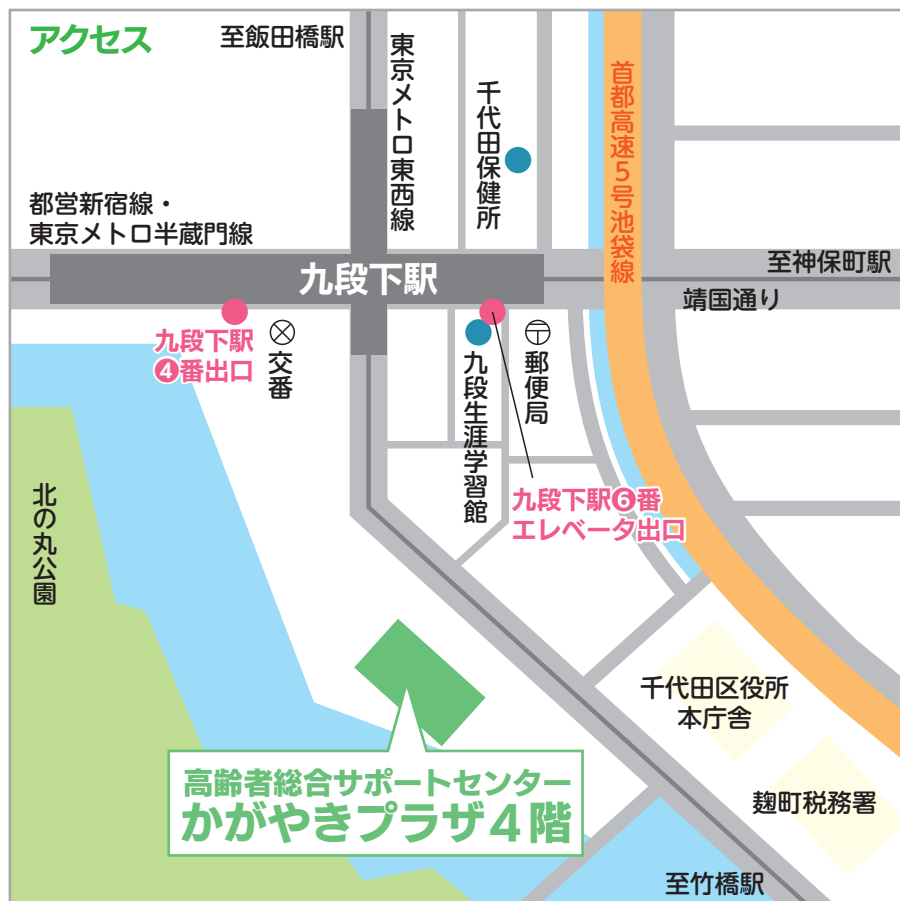 アクセス
至飯田橋駅
東京メトロ東西線
千代田保健所
首都高速5号池袋線
都営新宿線・
東京メトロ半蔵門線
九段下駅
至神保町駅
靖国通り
九段下駅
❹番出口
交番
九段生涯学習館
〒
郵便局
九段下駅❻番
エレベータ出口
北の丸公園
千代田区役所
本庁舎
麹町税務署
高齢者総合サポートセンター
かがやきプラザ4階
至竹橋駅